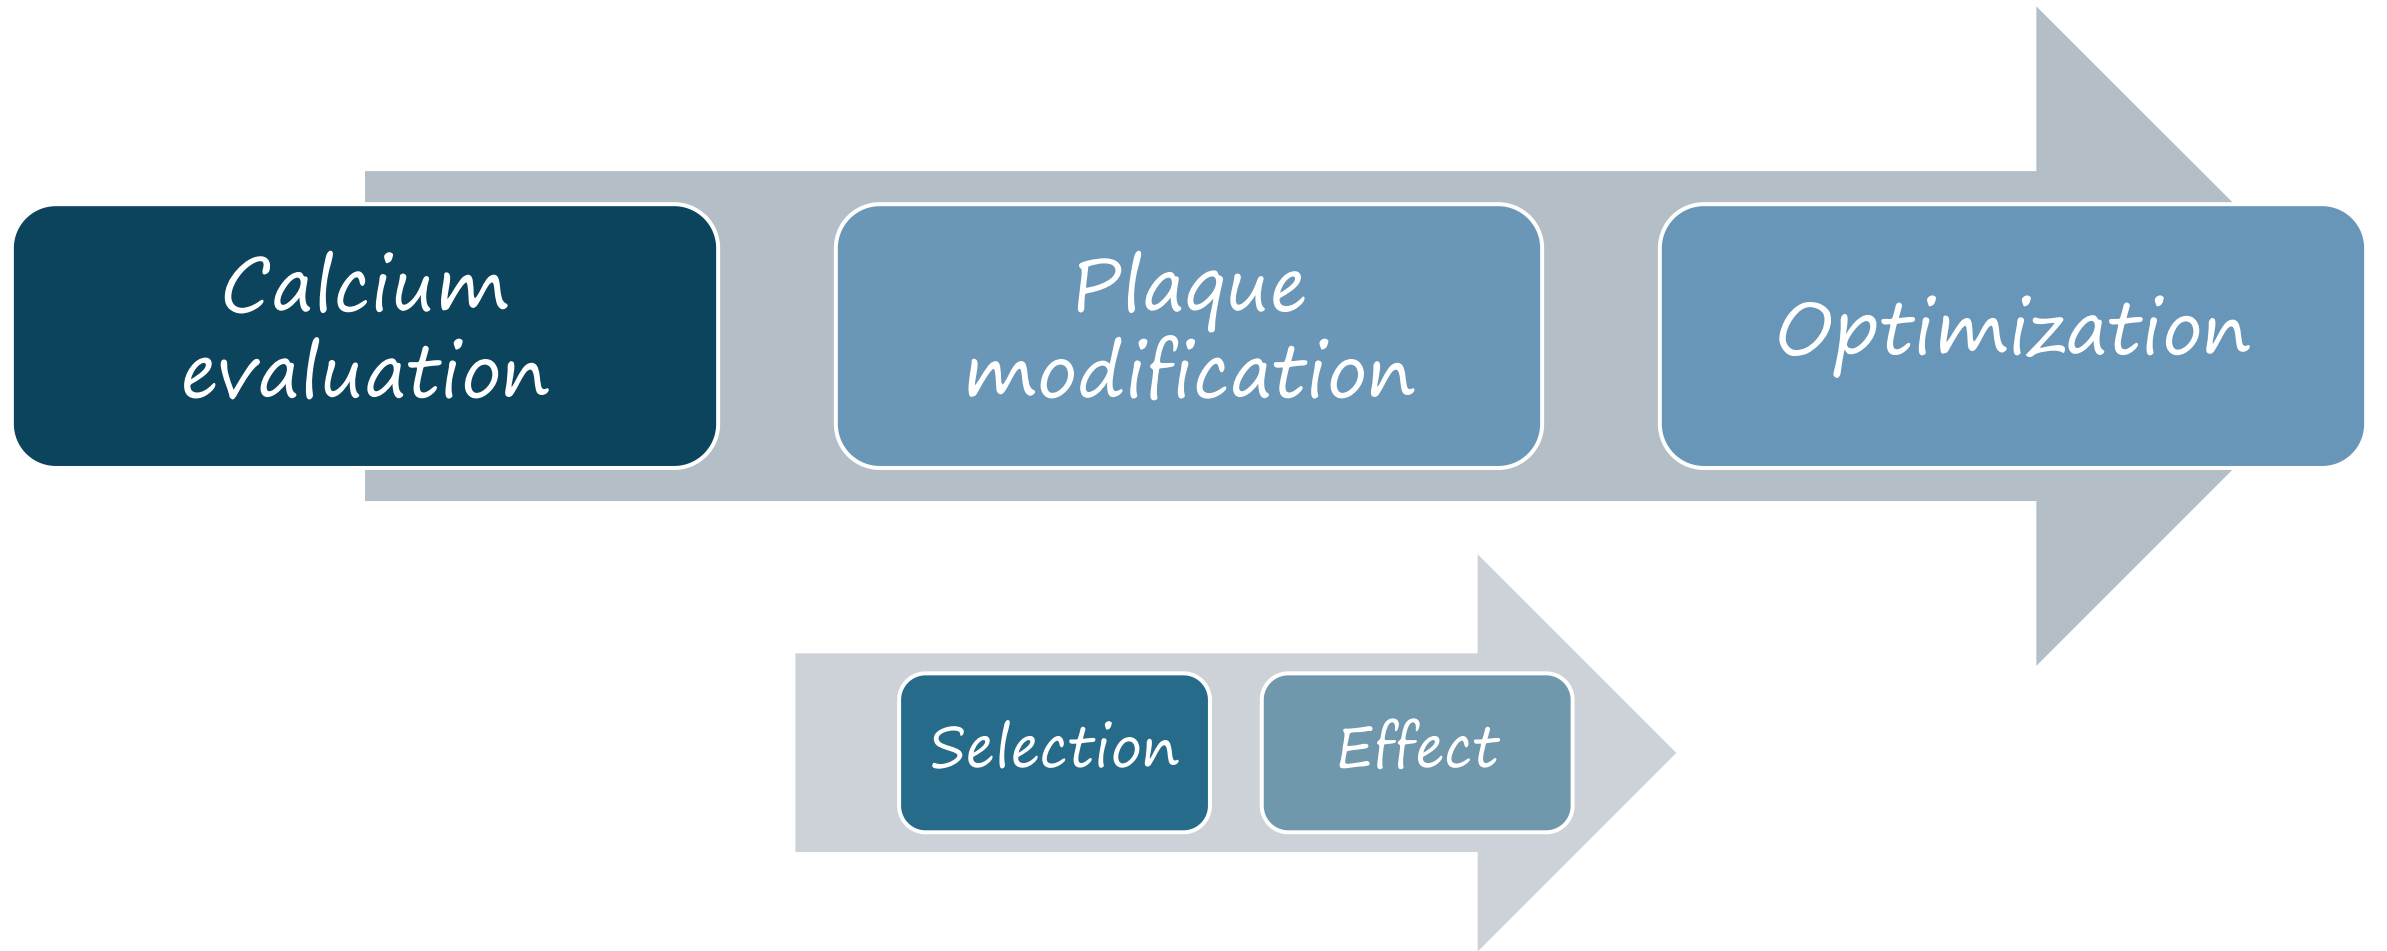 Calcium
evaluation
Plaque
modification
Optimization
Selection
Effect